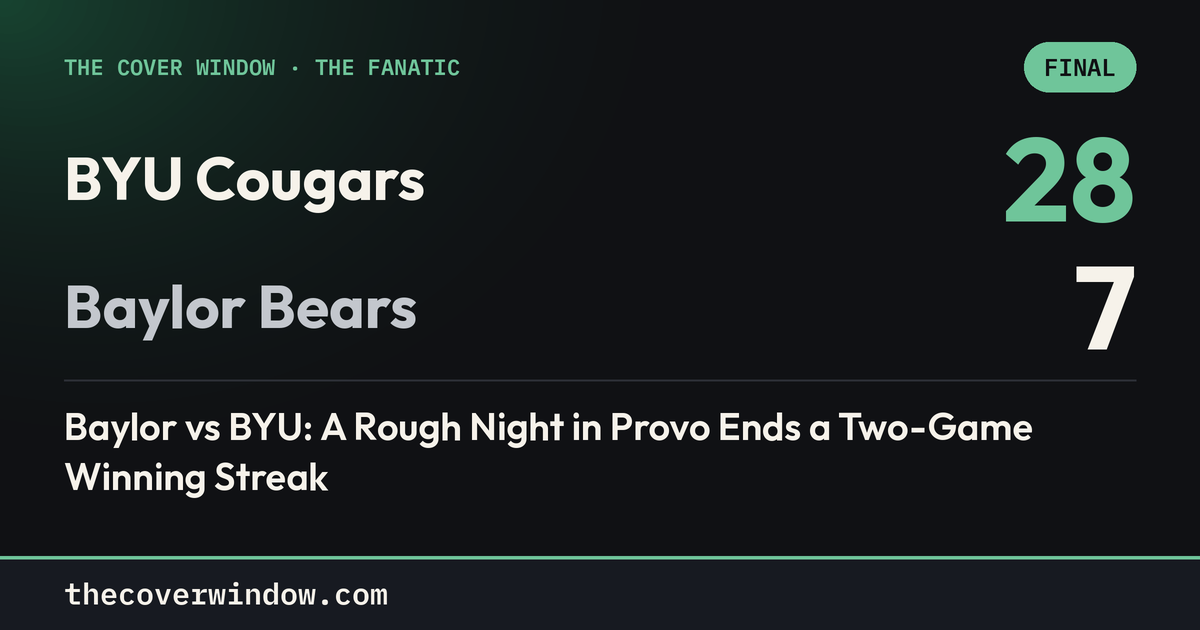 THE COVER WINDOW · THE FANATIC
FINAL
BYU Cougars
28
Baylor Bears
7
Baylor vs BYU: A Rough Night in Provo Ends a Two-Game
Winning Streak
thecoverwindow.com